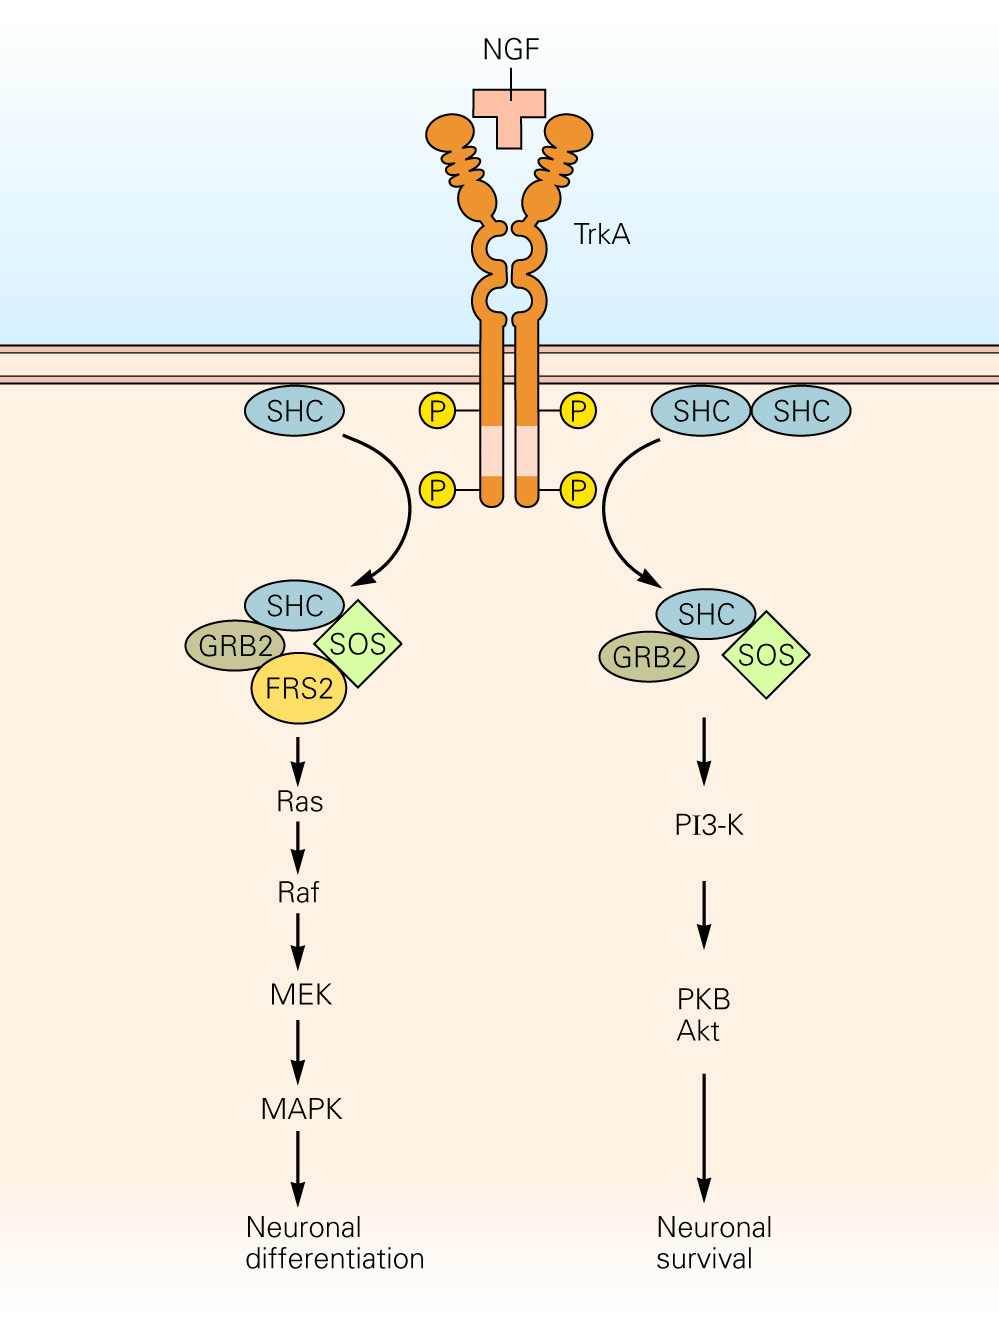 NGF
TrkA
SHC
P
P
SHC
SHC
P
P
SHC
GRB2
SOS
FRS2
SHC
GRB2
SOS
Ras
PI3-K
Raf
MEK
PKB
Akt
MAPK
Neuronal
differentiation
Neuronal
survival